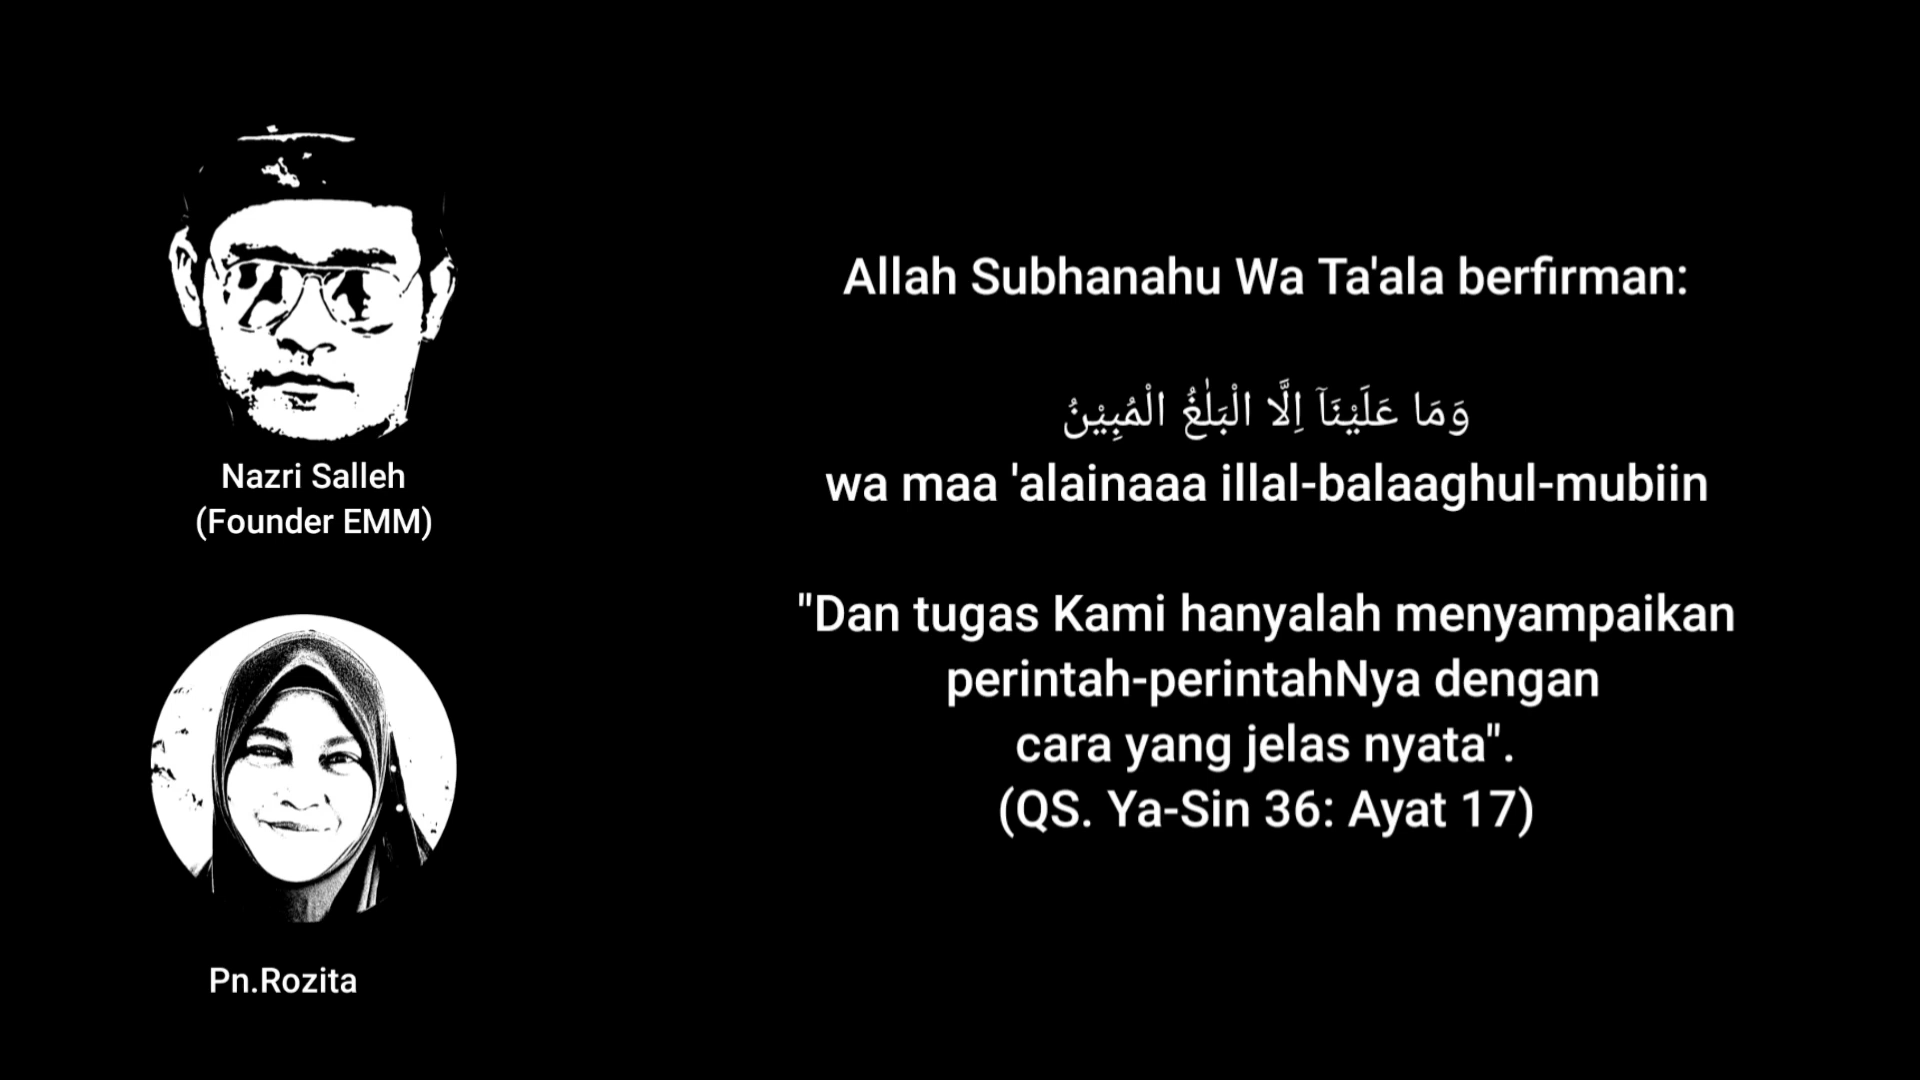 Nazri Salleh
(Founder EMM)
Pn.Rozita
Allah Subhanahu Wa Ta'ala berfirman:
وَمَا عَلَيْنَآ اِلَّا الْبَلٰغُ الْمُبِيْنُ
wa maa 'alainaaa illal-balaaghul-mubiin
"Dan tugas Kami hanyalah menyampaikan
perintah-perintahNya dengan
cara yang jelas nyata".
(QS. Ya-Sin 36: Ayat 17)